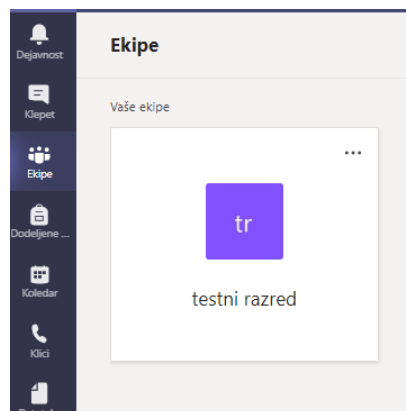 Dejavnost
Klepet
Ekipe
Dodeljene ...
Koledar
Klici
Ekipe
Vaše ekipe
...
tr
testni razred